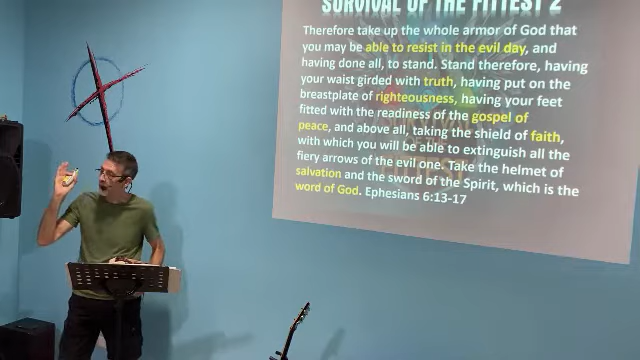 SURVIVAL OF THE FITTEST 2
Therefore take up the whole armor of God that
you may be able to resist in the evil day, and
having done all, to stand. Stand therefore, having
your waist girded with truth, having put on the
breastplate of righteousness, having your feet
fitted with the readiness of the gospel of
peace, and above all, taking the shield of faith,
with which you will be able to extinguish all the
fiery arrows of the evil one. Take the helmet of
salvation and the sword of the Spirit, which is the
word of God. Ephesians 6:13-17